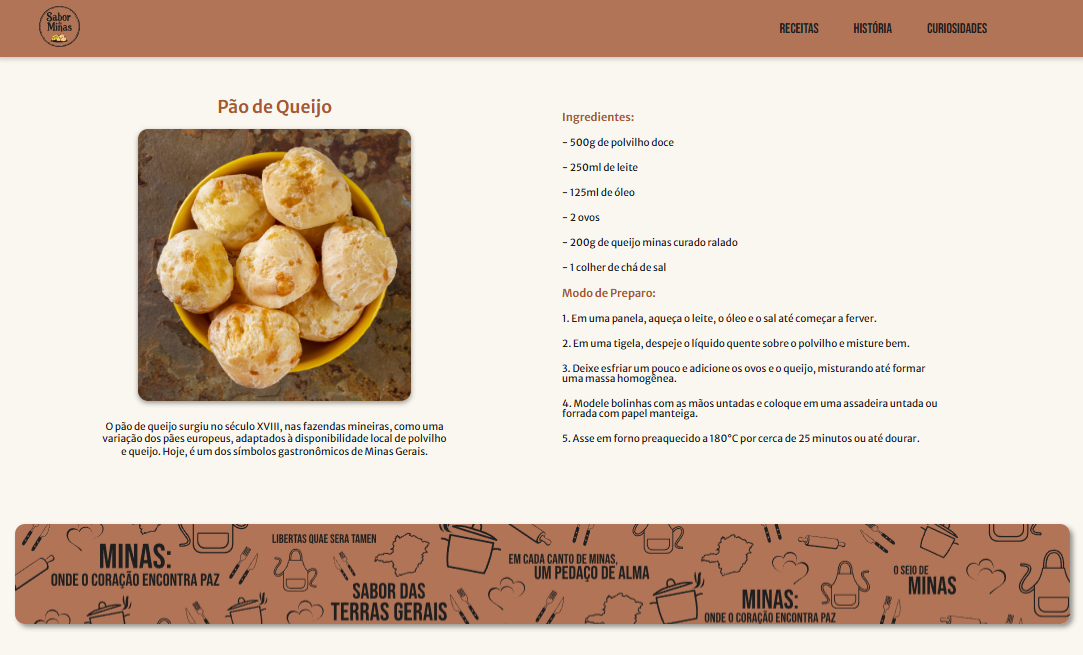 Sabor
de
Minas
RECEITAS
HISTÓRIA
CURIOSIDADES
Pão de Queijo
O pão de queijo surgiu no século XVIII, nas fazendas mineiras, como uma
variação dos pães europeus, adaptados à disponibilidade local de polvilho
e queijo. Hoje, é um dos símbolos gastronômicos de Minas Gerais.
Ingredientes:
- 500g de polvilho doce
- 250ml de leite
- 125ml de óleo
- 2 ovos
- 200g de queijo minas curado ralado
- 1 colher de chá de sal
Modo de Preparo:
1. Em uma panela, aqueça o leite, o óleo e o sal até começar a ferver.
2. Em uma tigela, despeje o líquido quente sobre o polvilho e misture bem.
3. Deixe esfriar um pouco e adicione os ovos e o queijo, misturando até formar
uma massa homogênea.
4. Modele bolinhas com as mãos untadas e coloque em uma assadeira untada ou
forrada com papel manteiga.
5. Asse em forno preaquecido a 180°C por cerca de 25 minutos ou até dourar.
MINAS:
ONDE O CORAÇÃO ENCONTRA PAZ
LIBERTAS QUAE SERA TAMEN
SABOR DAS
TERRAS GERAIS
EM CADA CANTO DE MINAS,
UM PEDAÇO DE ALMA
MINAS:
ONDE O CORAÇÃO ENCONTRA PAZ
O SEIO DE
MINAS